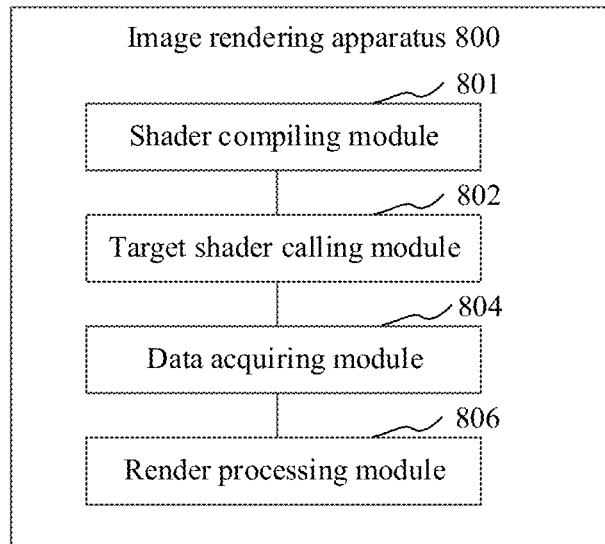 Image rendering apparatus 800
801
Shader compiling module
802
Target shader calling module
804
Data acquiring module
806
Render processing module